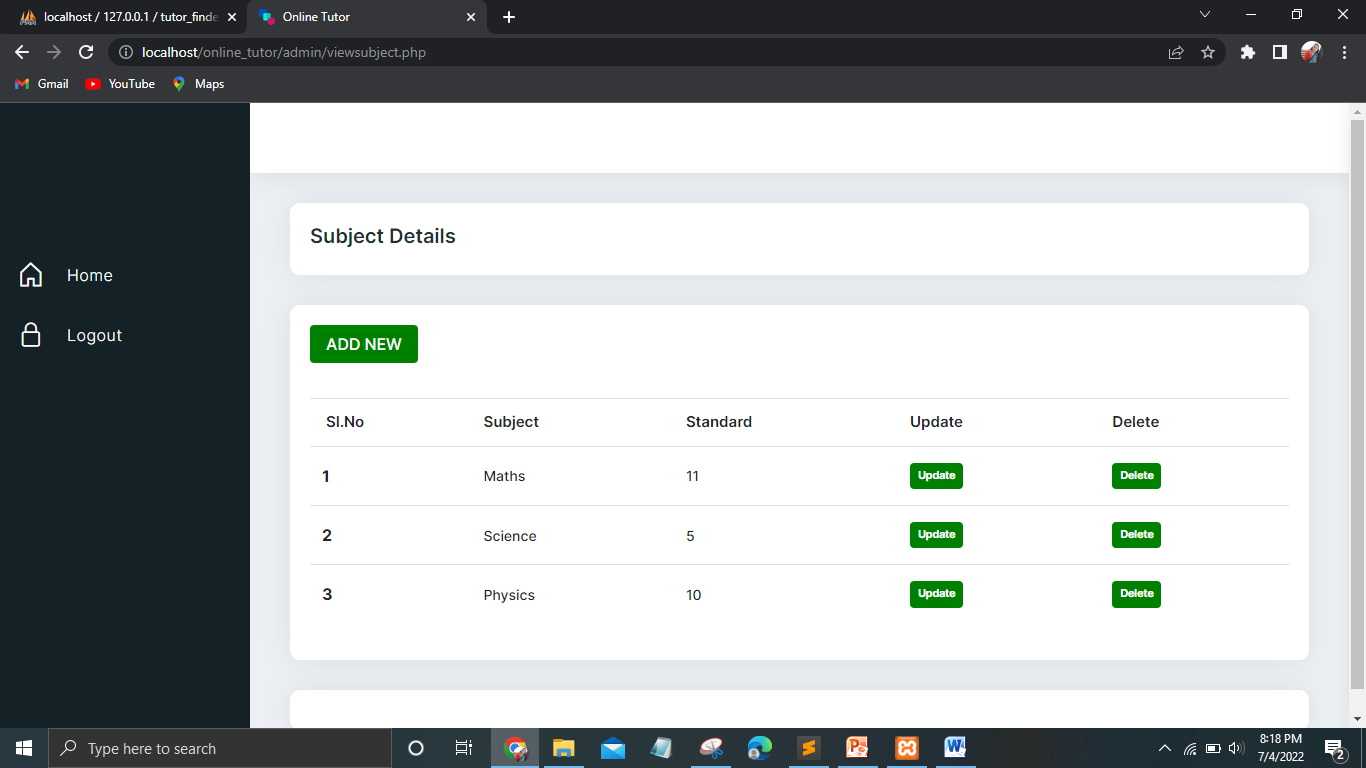 localhost / 127.0.0.1 / tutor_finde
Online Tutor
localhost/online_tutor/admin/viewsubject.php
Gmail YouTube Maps
Subject Details
Home
ADD NEW
Logout
Sl.No Subject Standard Update Delete
1 Maths 11 Update Delete
2 Science 5 Update Delete
3 Physics 10 Update Delete
Type here to search
8:18 PM
7/4/2022
2